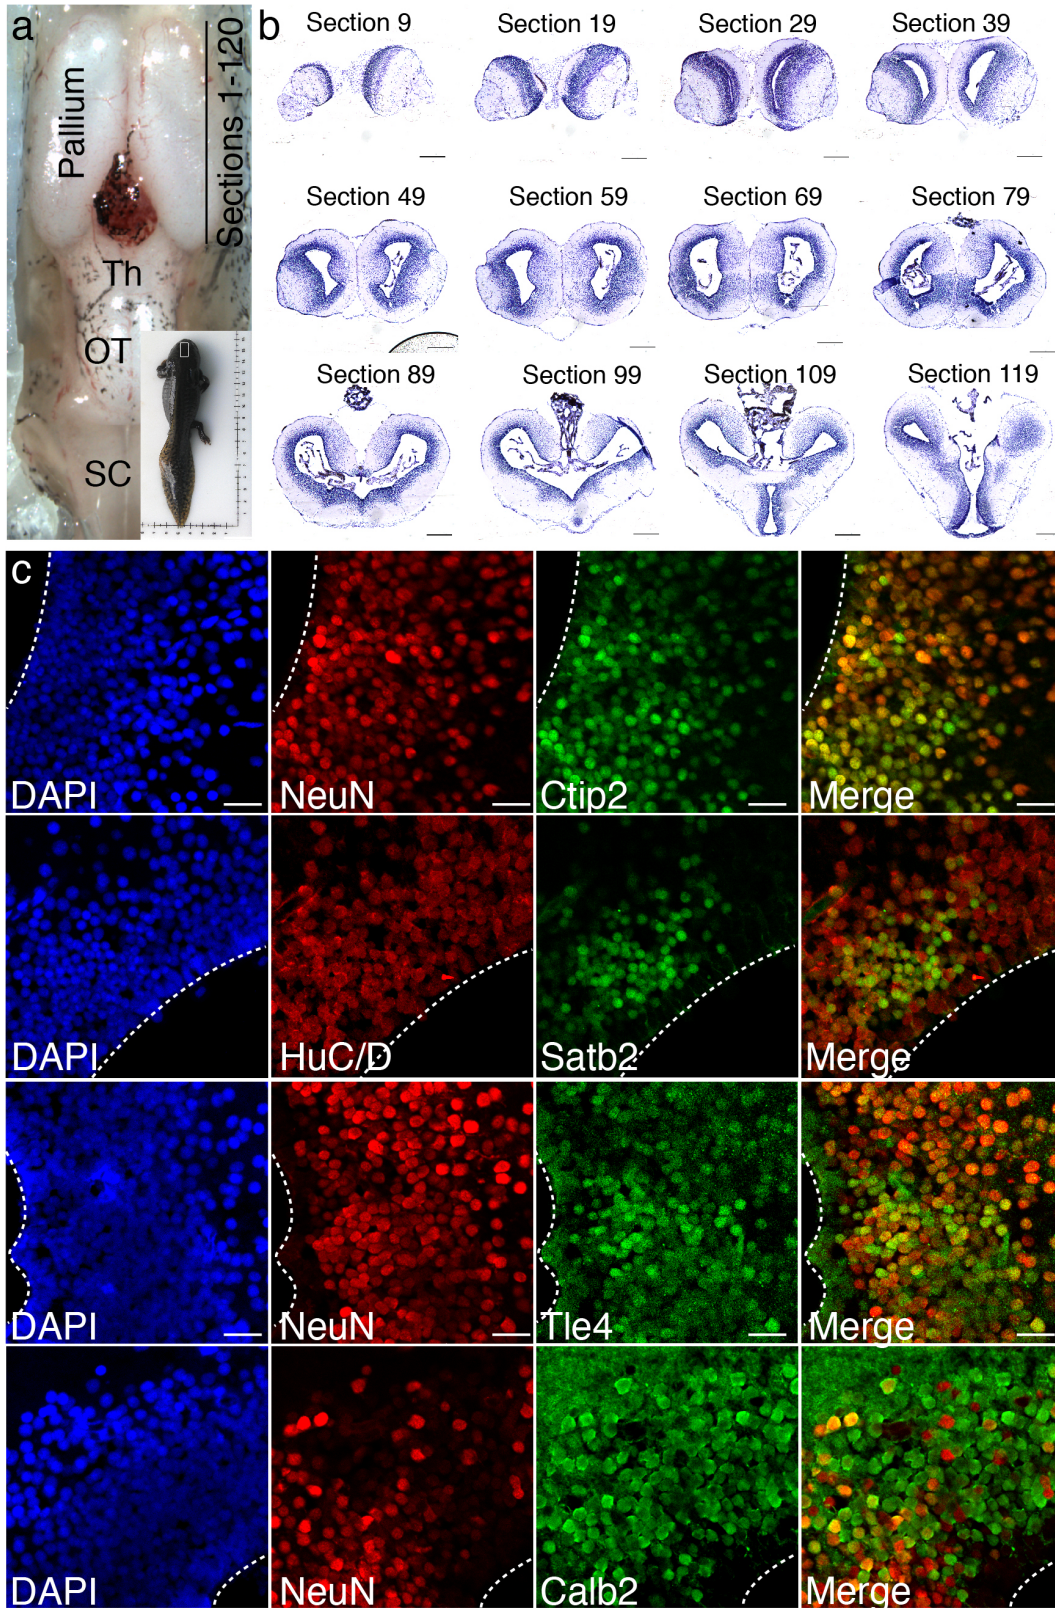 a
Pallium
Sections 1-120
Th
OT
SC
b
Section 9
Section 19
Section 29
Section 39
Section 49
Section 59
Section 69
Section 79
Section 89
Section 99
Section 109
Section 119
c
DAPI
NeuN
Ctip2
Merge
DAPI
HuC/D
Satb2
Merge
DAPI
NeuN
Tle4
Merge
DAPI
NeuN
Calb2
Merge